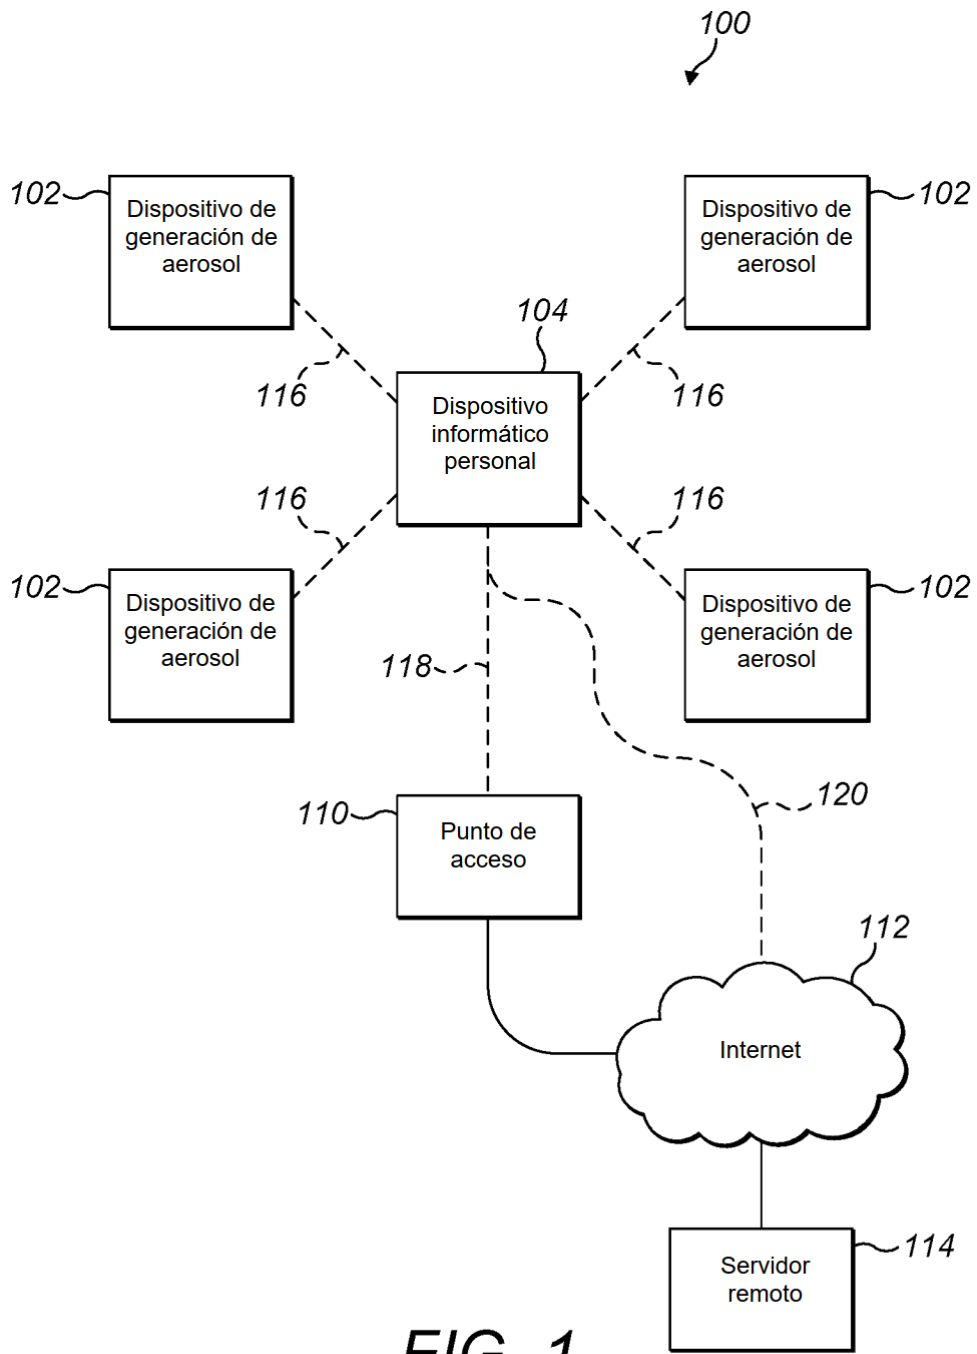 100
102
Dispositivo de
generación de
aerosol
102
Dispositivo de
generación de
aerosol
104
116
116
Dispositivo
informático
personal
116
116
102
Dispositivo de
generación de
aerosol
102
Dispositivo de
generación de
aerosol
118
110
Punto de
acceso
120
112
Internet
114
Servidor
remoto
FIG. 1